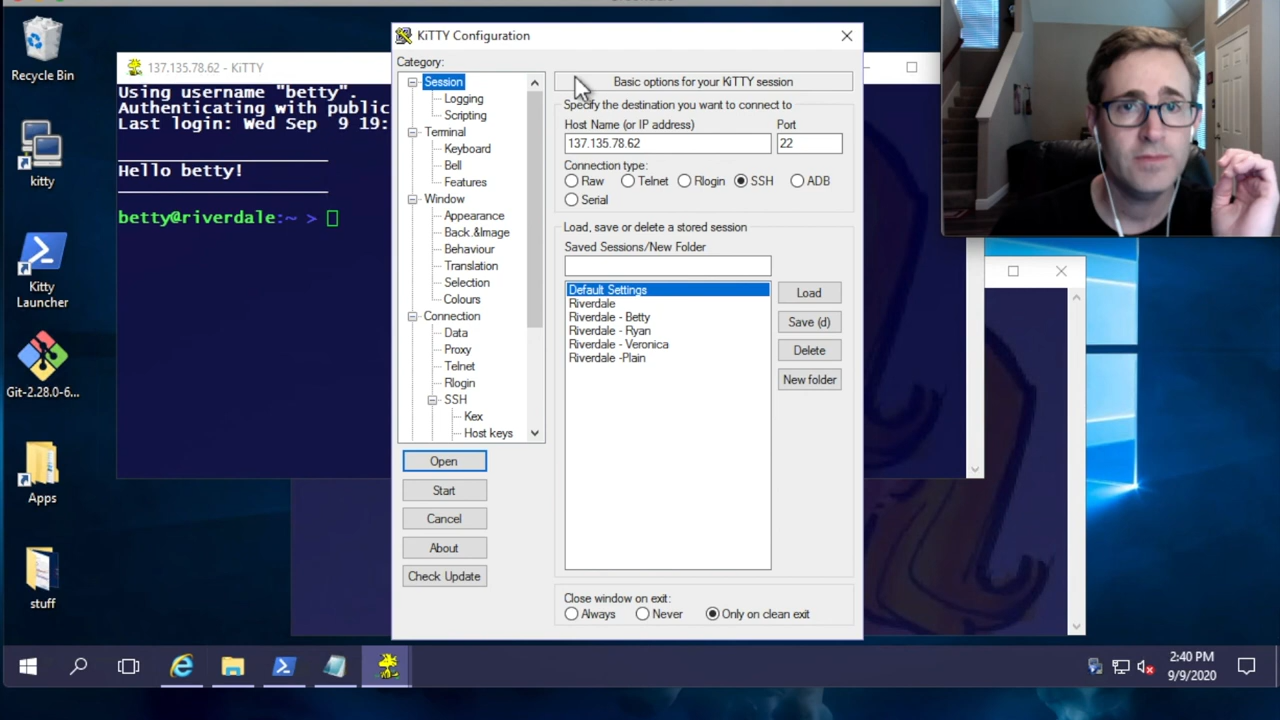 Recycle Bin
kitty
Kitty
Launcher
Git-2.28.0-6...
Apps
stuff
137.135.78.62 - KiTTY
Using username "betty".
Authenticating with public
Last login: Wed Sep  9 19:
Hello betty!
betty@riverdale:~ >
KiTTY Configuration
Category:
Session
Logging
Scripting
Terminal
Keyboard
Bell
Features
Window
Appearance
Back.&Image
Behaviour
Translation
Selection
Colours
Connection
Data
Proxy
Telnet
Rlogin
SSH
Kex
Host keys
Open
Start
Cancel
About
Check Update
Basic options for your KiTTY session
Specify the destination you want to connect to
Host Name (or IP address) Port
137.135.78.62 22
Connection type:
Raw Telnet Rlogin SSH ADB
Serial
Load, save or delete a stored session
Saved Sessions/New Folder
Default Settings
Riverdale
Riverdale - Betty
Riverdale - Ryan
Riverdale - Veronica
Riverdale -Plain
Load
Save (d)
Delete
New folder
Close window on exit:
Always Never Only on clean exit
2:40 PM
9/9/2020